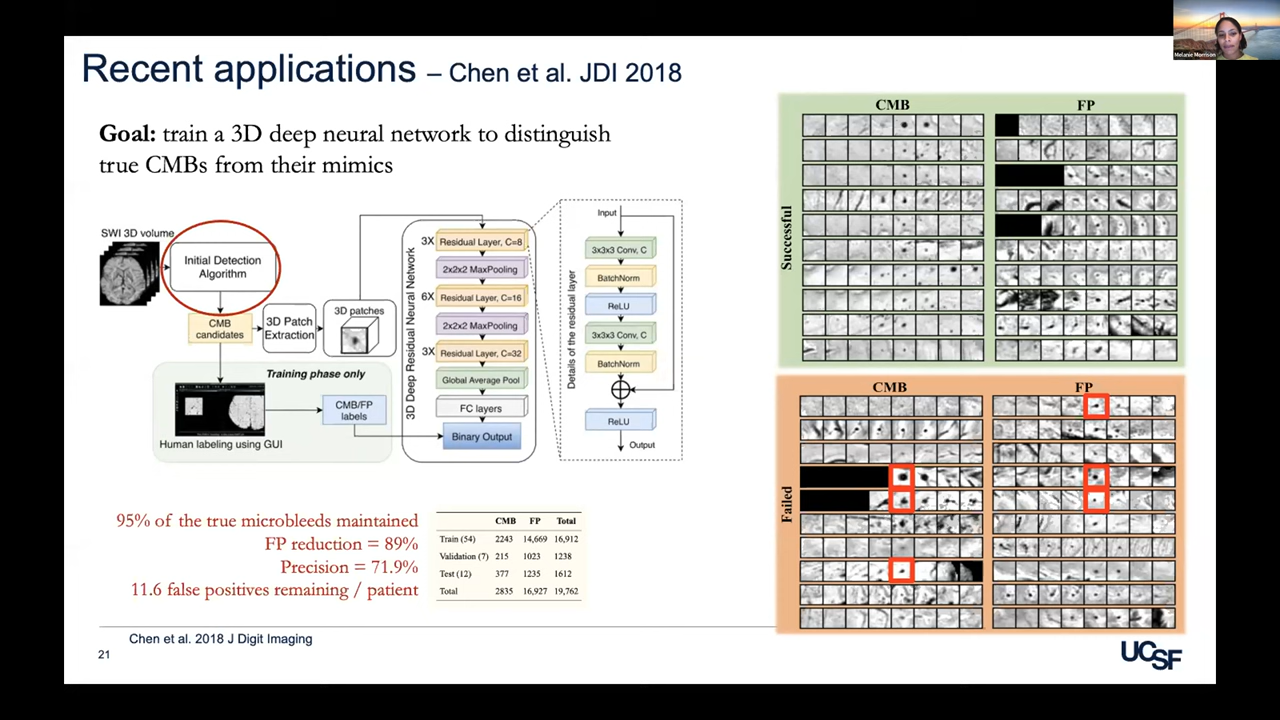 Melanie Morrison
Recent applications – Chen et al. JDI 2018
Goal: train a 3D deep neural network to distinguish
true CMBs from their mimics
SWI 3D volume
Initial Detection
Algorithm
CMB
candidates
3D Patch
Extraction
3D patches
Training phase only
Human labeling using GUI
CMB/FP
labels
3D Deep Residual Neural Network
3X Residual Layer, C=8
2x2x2 MaxPooling
6X Residual Layer, C=16
2x2x2 MaxPooling
3X Residual Layer, C=32
Global Average Pool
FC layers
Binary Output
Details of the residual layer
Input
3x3x3 Conv, C
BatchNorm
ReLU
3x3x3 Conv, C
BatchNorm
ReLU
Output
95% of the true microbleeds maintained
FP reduction = 89%
Precision = 71.9%
11.6 false positives remaining / patient
CMB FP Total
Train (54) 2243 14,669 16,912
Validation (7) 215 1023 1238
Test (12) 377 1235 1612
Total 2835 16,927 19,762
CMB FP
Successful
CMB FP
Failed
Chen et al. 2018 J Digit Imaging
21
UCSF